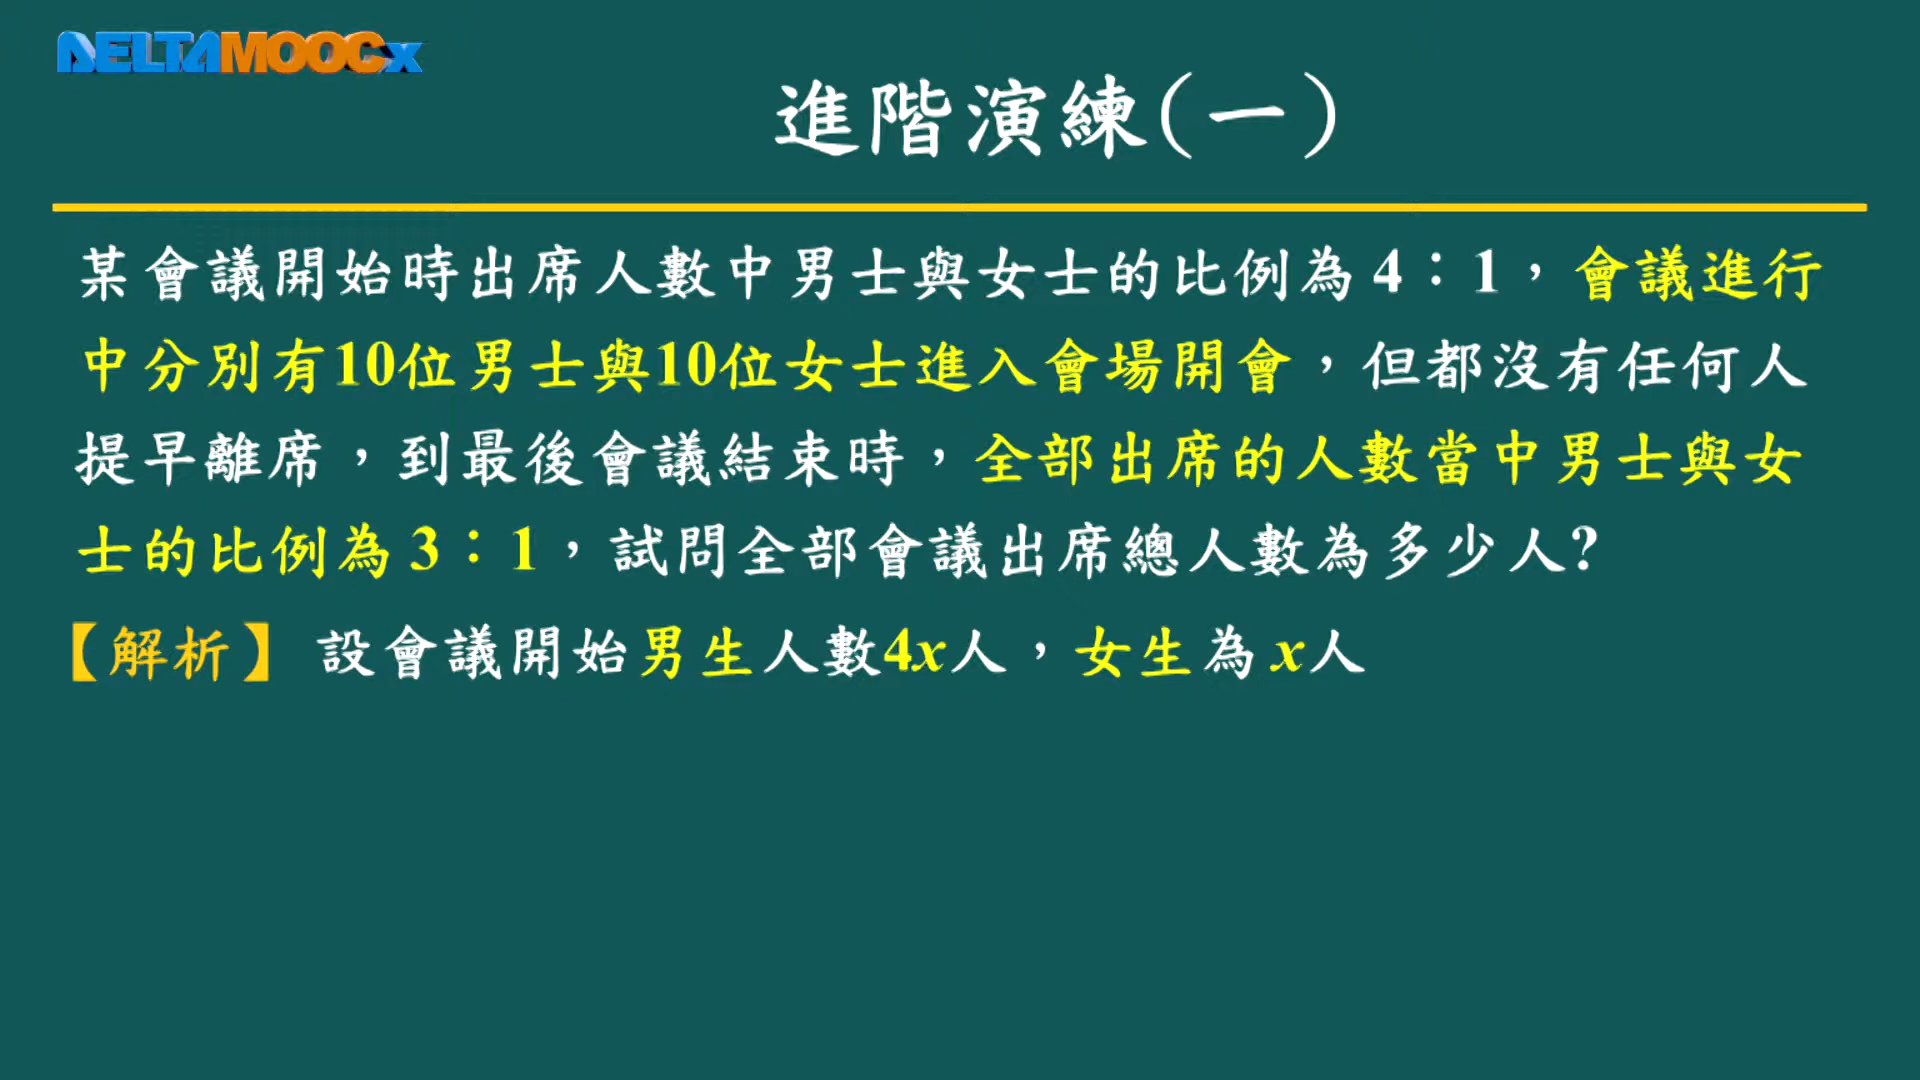 DELTAMOOCx
進階演練(一)
某會議開始時出席人數中男士與女士的比例為4：1，會議進行
中分別有10位男士與10位女士進入會場開會，但都沒有任何人
提早離席，到最後會議結束時，全部出席的人數當中男士與女
士的比例為3：1，試問全部會議出席總人數為多少人?
【解析】設會議開始男生人數4x人，女生為x人